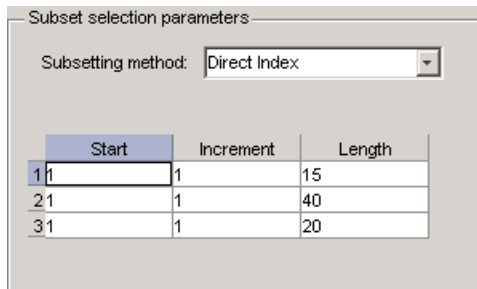 Subset selection parameters
Subsetting method: Direct Index
Start Increment Length
1 1 1 15
2 1 1 40
3 1 1 20